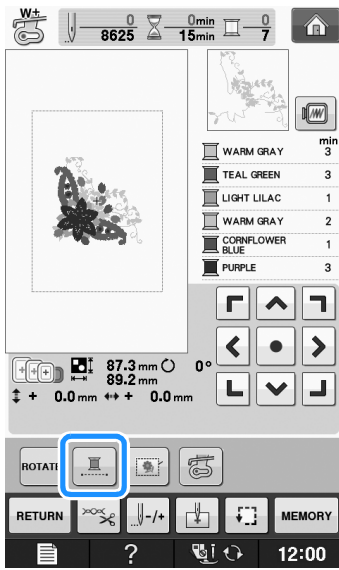 W+
0 0min 0
8625 15min 7
min
WARM GRAY 3
TEAL GREEN 3
LIGHT LILAC 1
WARM GRAY 2
CORNFLOWER
BLUE 1
PURPLE 3
87.3 mm 0°
89.2 mm
+ 0.0 mm + 0.0 mm
ROTATE
RETURN -/+ MEMORY
? 12:00